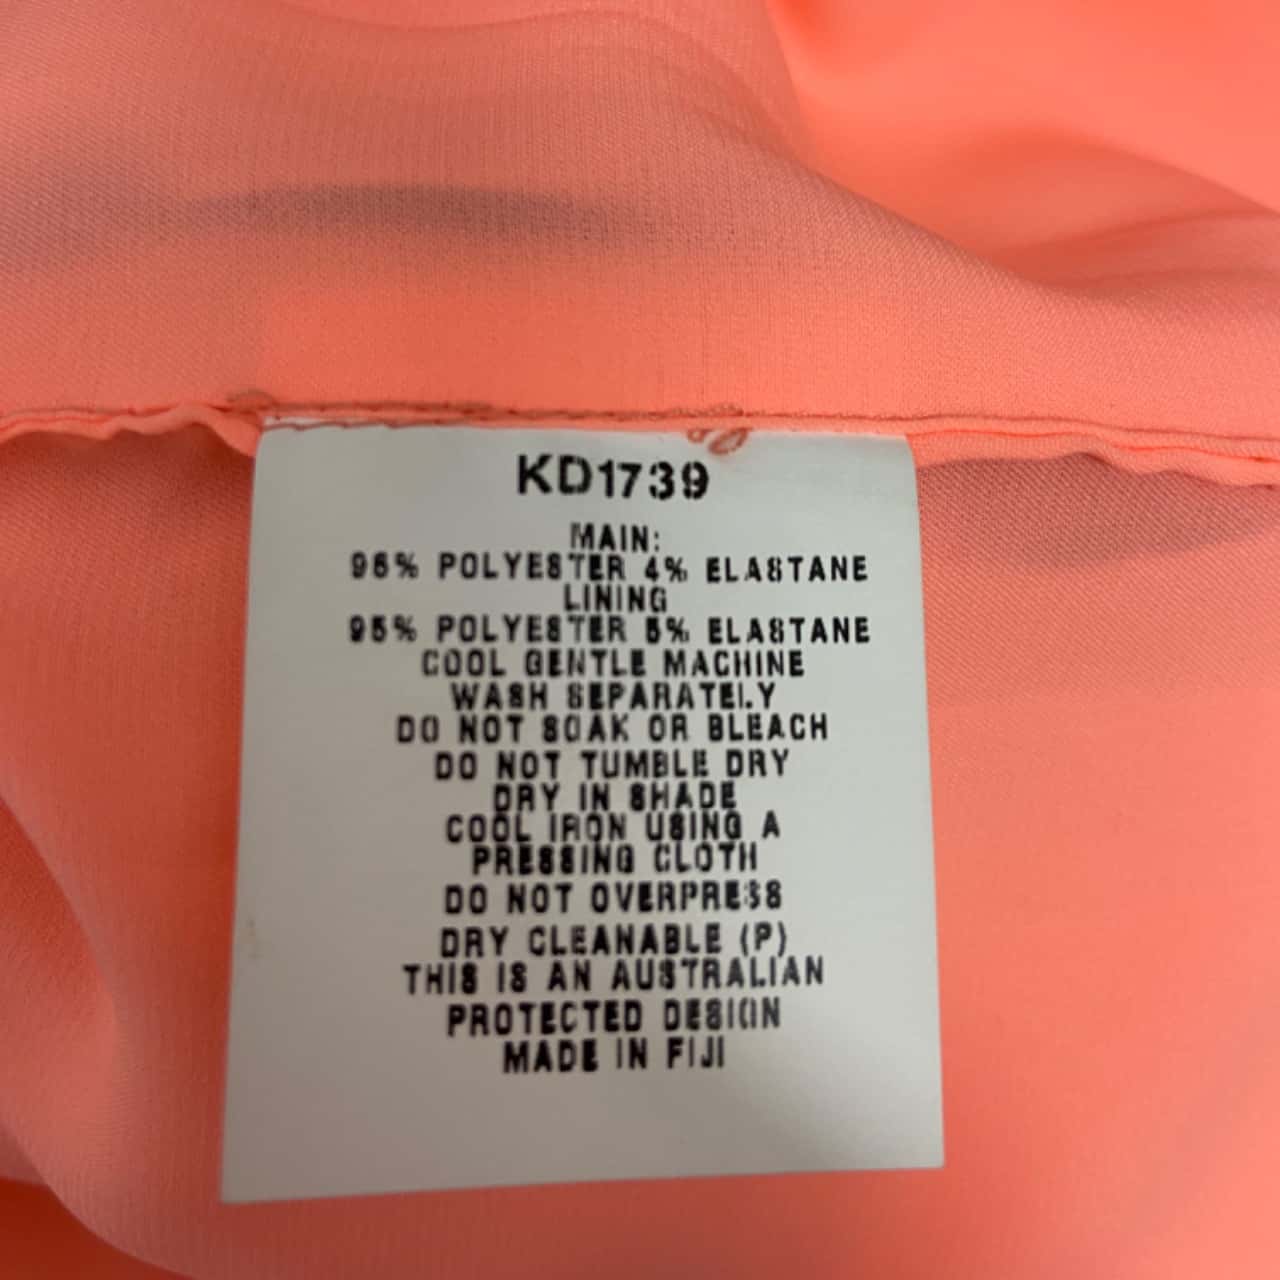 KD1739
MAIN:
96% POLYESTER 4% ELASTANE
LINING
95% POLYESTER 5% ELASTANE
COOL GENTLE MACHINE
WASH SEPARATELY
DO NOT SOAK OR BLEACH
DO NOT TUMBLE DRY
DRY IN SHADE
COOL IRON USING A
PRESSING CLOTH
DO NOT OVERPRESS
DRY CLEANABLE (P)
THIS IS AN AUSTRALIAN
PROTECTED DESIGN
MADE IN FIJI